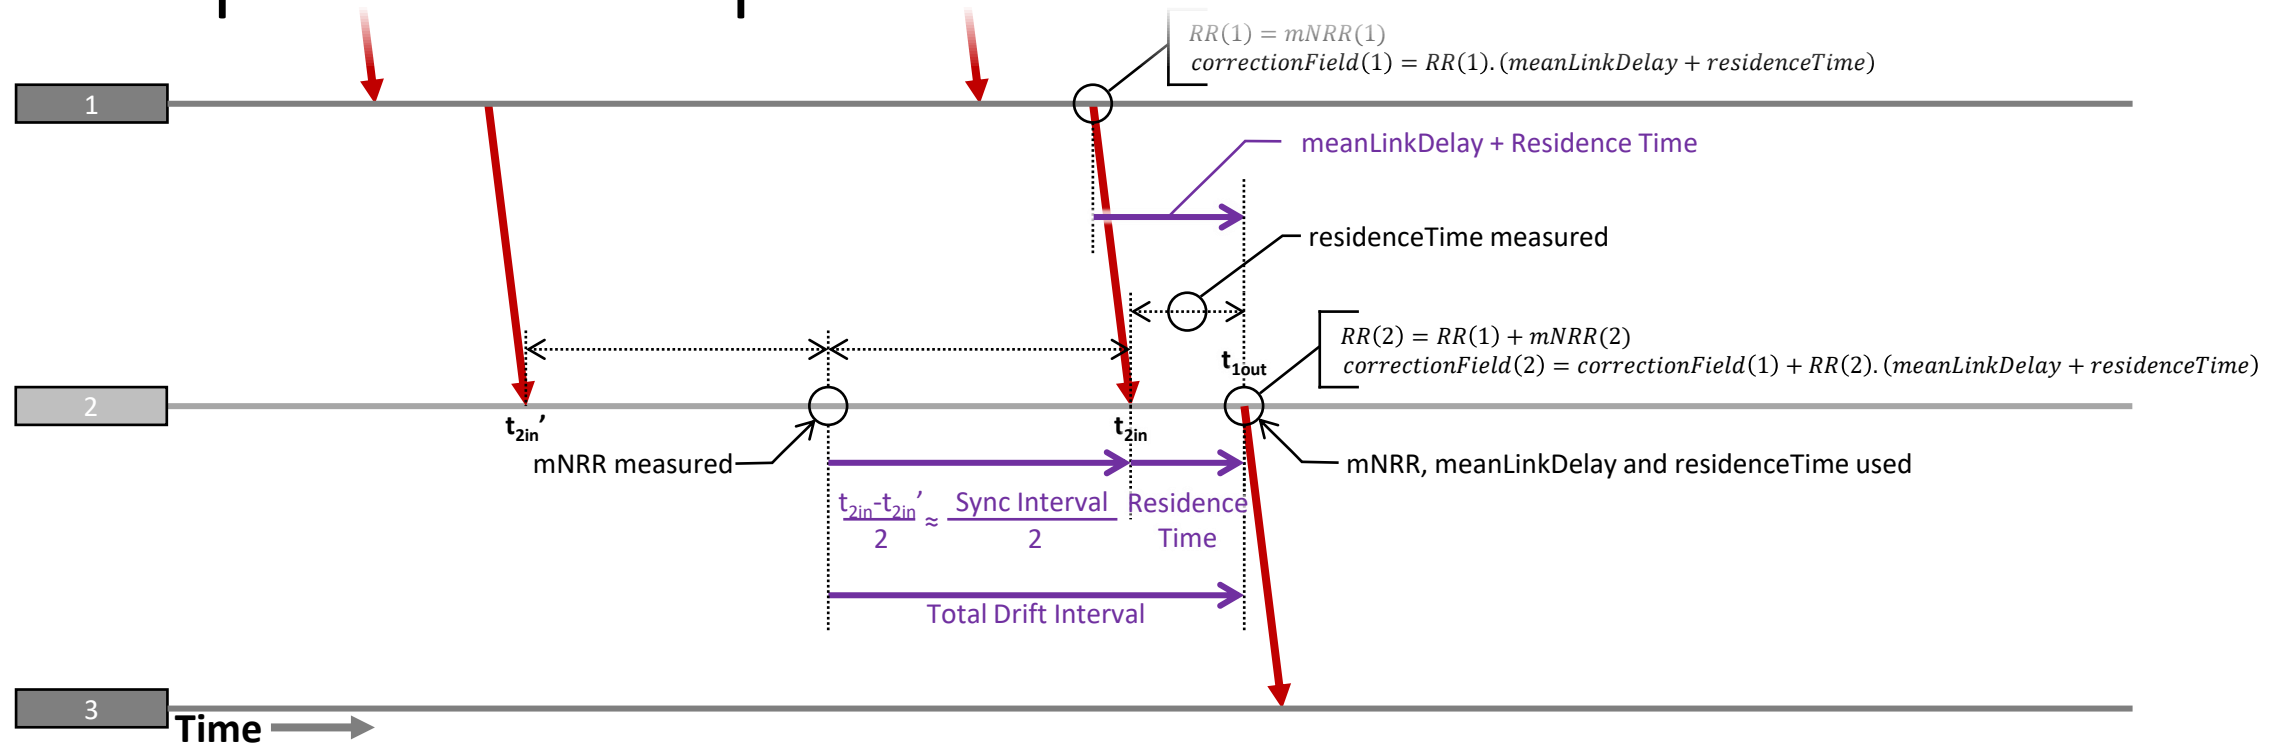 RR(1) = mNRR(1)
correctionField(1) = RR(1).(meanLinkDelay + residenceTime)
1
meanLinkDelay + Residence Time
residenceTime measured
RR(2) = RR(1) + mNRR(2)
correctionField(2) = correctionField(1) + RR(2).(meanLinkDelay + residenceTime)
t1out
2
t2in’
t2in
mNRR measured
mNRR, meanLinkDelay and residenceTime used
t2in-t2in’
2
≈
Sync Interval
2
Residence
Time
Total Drift Interval
3
Time